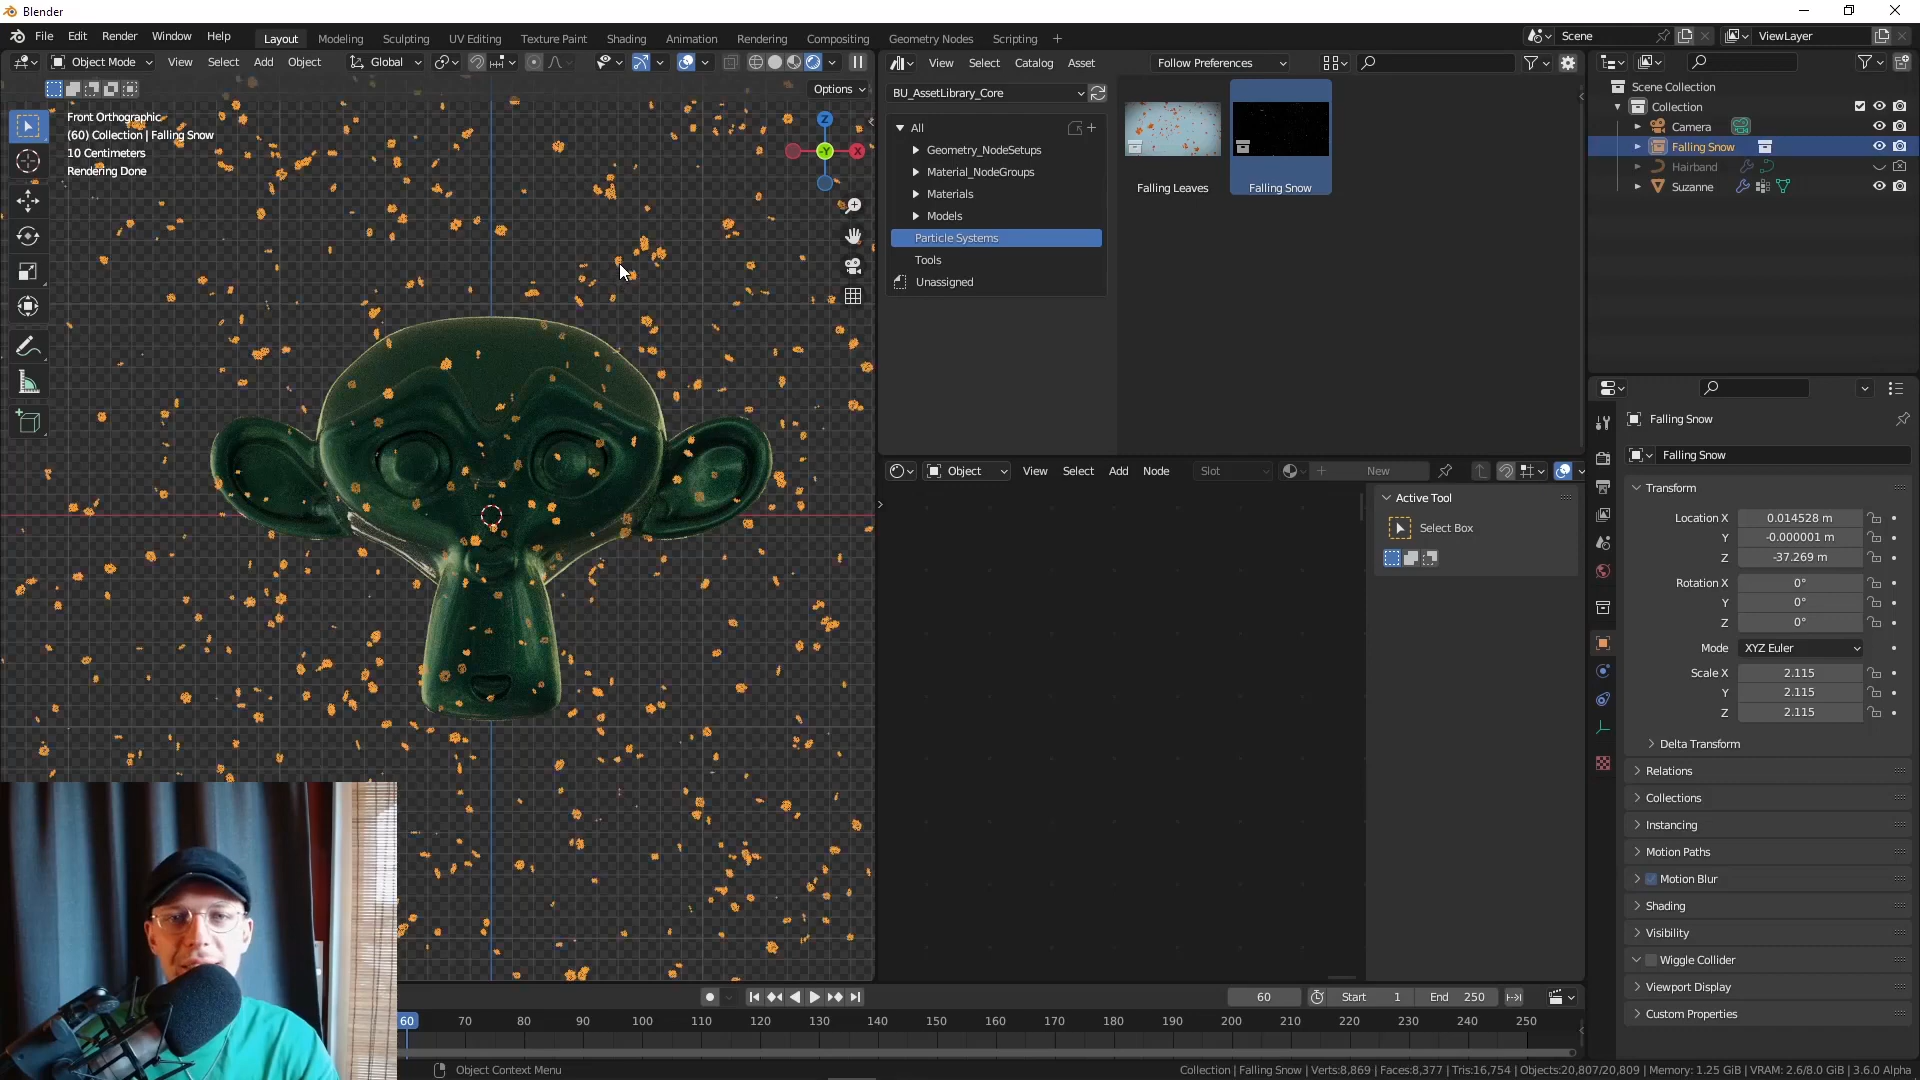 Blender
File Edit Render Window Help
Layout Modeling Sculpting UV Editing Texture Paint Shading Animation Rendering Compositing Geometry Nodes Scripting +
Scene
ViewLayer
Object Mode View Select Add Object Global
Options
Front Orthographic
(60) Collection | Falling Snow
10 Centimeters
Rendering Done
Z
-Y
X
View Select Catalog Asset Follow Preferences
BU_AssetLibrary_Core
All
Geometry_NodeSetups
Material_NodeGroups
Materials
Models
Particle Systems
Tools
Unassigned
Falling Leaves
Falling Snow
Object View Select Add Node Slot New
Active Tool
Select Box
Scene Collection
Collection
Camera
Falling Snow
Hairband
Suzanne
Falling Snow
Falling Snow
Transform
Location X 0.014528 m
Y -0.000001 m
Z -37.269 m
Rotation X 0°
Y 0°
Z 0°
Mode XYZ Euler
Scale X 2.115
Y 2.115
Z 2.115
Delta Transform
Relations
Collections
Instancing
Motion Paths
Motion Blur
Shading
Visibility
Wiggle Collider
Viewport Display
Custom Properties
60 Start 1 End 250
60 70 80 90 100 110 120 130 140 150 160 170 180 190 200 210 220 230 240 250
Object Context Menu
Collection | Falling Snow | Verts:8,869 | Faces:8,377 | Tris:16,754 | Objects:20,807/20,809 | Memory: 1.25 GiB | VRAM: 2.6/8.0 GiB | 3.6.0 Alpha